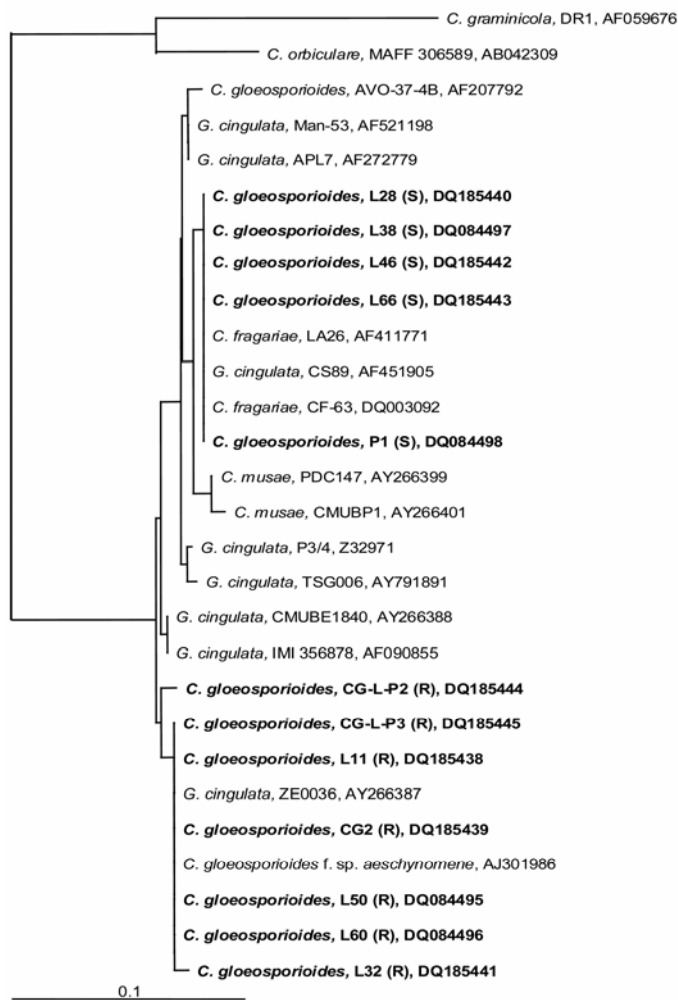 C. graminicola, DR1, AF059676
C. orbiculare, MAFF 306589, AB042309
C. gloeosporioides, AVO-37-4B, AF207792
G. cingulata, Man-53, AF521198
G. cingulata, APL7, AF272779
C. gloeosporioides, L28 (S), DQ185440
C. gloeosporioides, L38 (S), DQ084497
C. gloeosporioides, L46 (S), DQ185442
C. gloeosporioides, L66 (S), DQ185443
C. fragariae, LA26, AF411771
G. cingulata, CS89, AF451905
C. fragariae, CF-63, DQ003092
C. gloeosporioides, P1 (S), DQ084498
C. musae, PDC147, AY266399
C. musae, CMUBP1, AY266401
G. cingulata, P3/4, Z32971
G. cingulata, TSG006, AY791891
G. cingulata, CMUBE1840, AY266388
G. cingulata, IMI 356878, AF090855
C. gloeosporioides, CG-L-P2 (R), DQ185444
C. gloeosporioides, CG-L-P3 (R), DQ185445
C. gloeosporioides, L11 (R), DQ185438
G. cingulata, ZE0036, AY266387
C. gloeosporioides, CG2 (R), DQ185439
C. gloeosporioides f. sp. aeschynomene, AJ301986
C. gloeosporioides, L50 (R), DQ084495
C. gloeosporioides, L60 (R), DQ084496
C. gloeosporioides, L32 (R), DQ185441
0.1